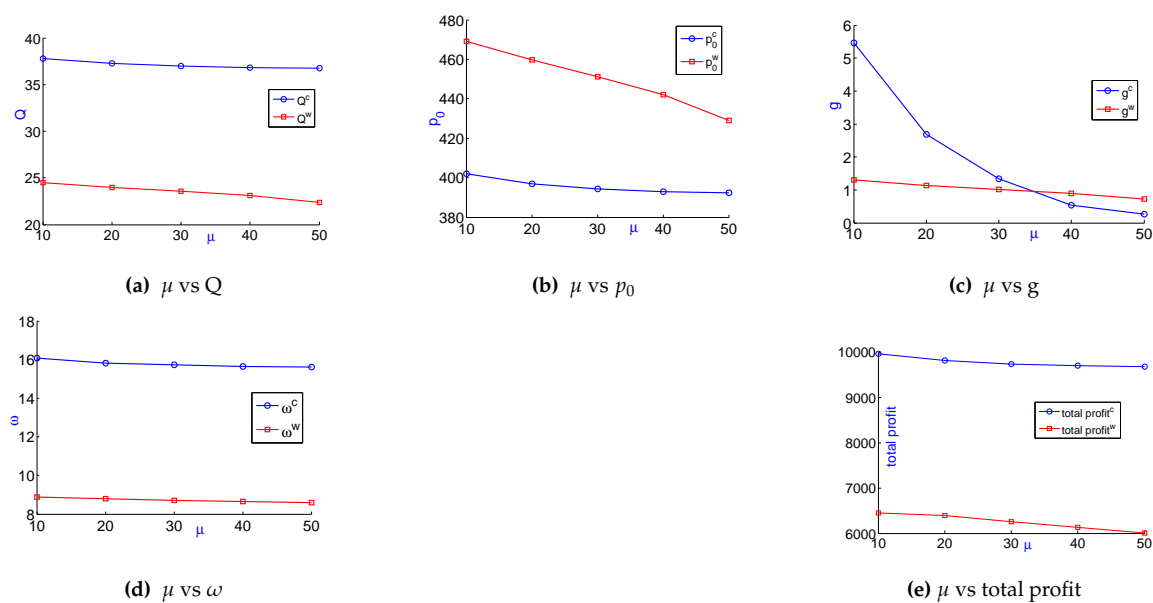 40
35
30
25
20
Q
Q^c
Q^w
10 20 30 40 50
μ
(a) μ vs Q
480
460
440
420
400
380
p_0
p_0^c
p_0^w
10 20 30 40 50
μ
(b) μ vs p_0
6
5
4
3
2
1
0
g
g^c
g^w
10 20 30 40 50
μ
(c) μ vs g
18
16
14
12
10
8
ω
ω^c
ω^w
10 20 30 40 50
μ
(d) μ vs ω
10000
9000
8000
7000
6000
total profit
total profit^c
total profit^w
10 20 30 40 50
μ
(e) μ vs total profit